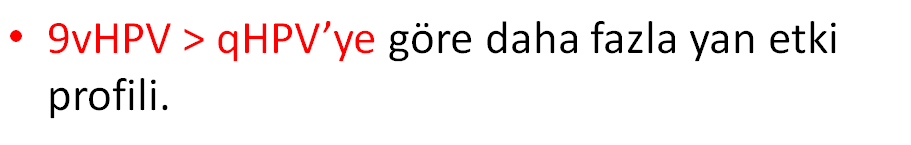 • 9vHPV > qHPV’ye göre daha fazla yan etki
profili.